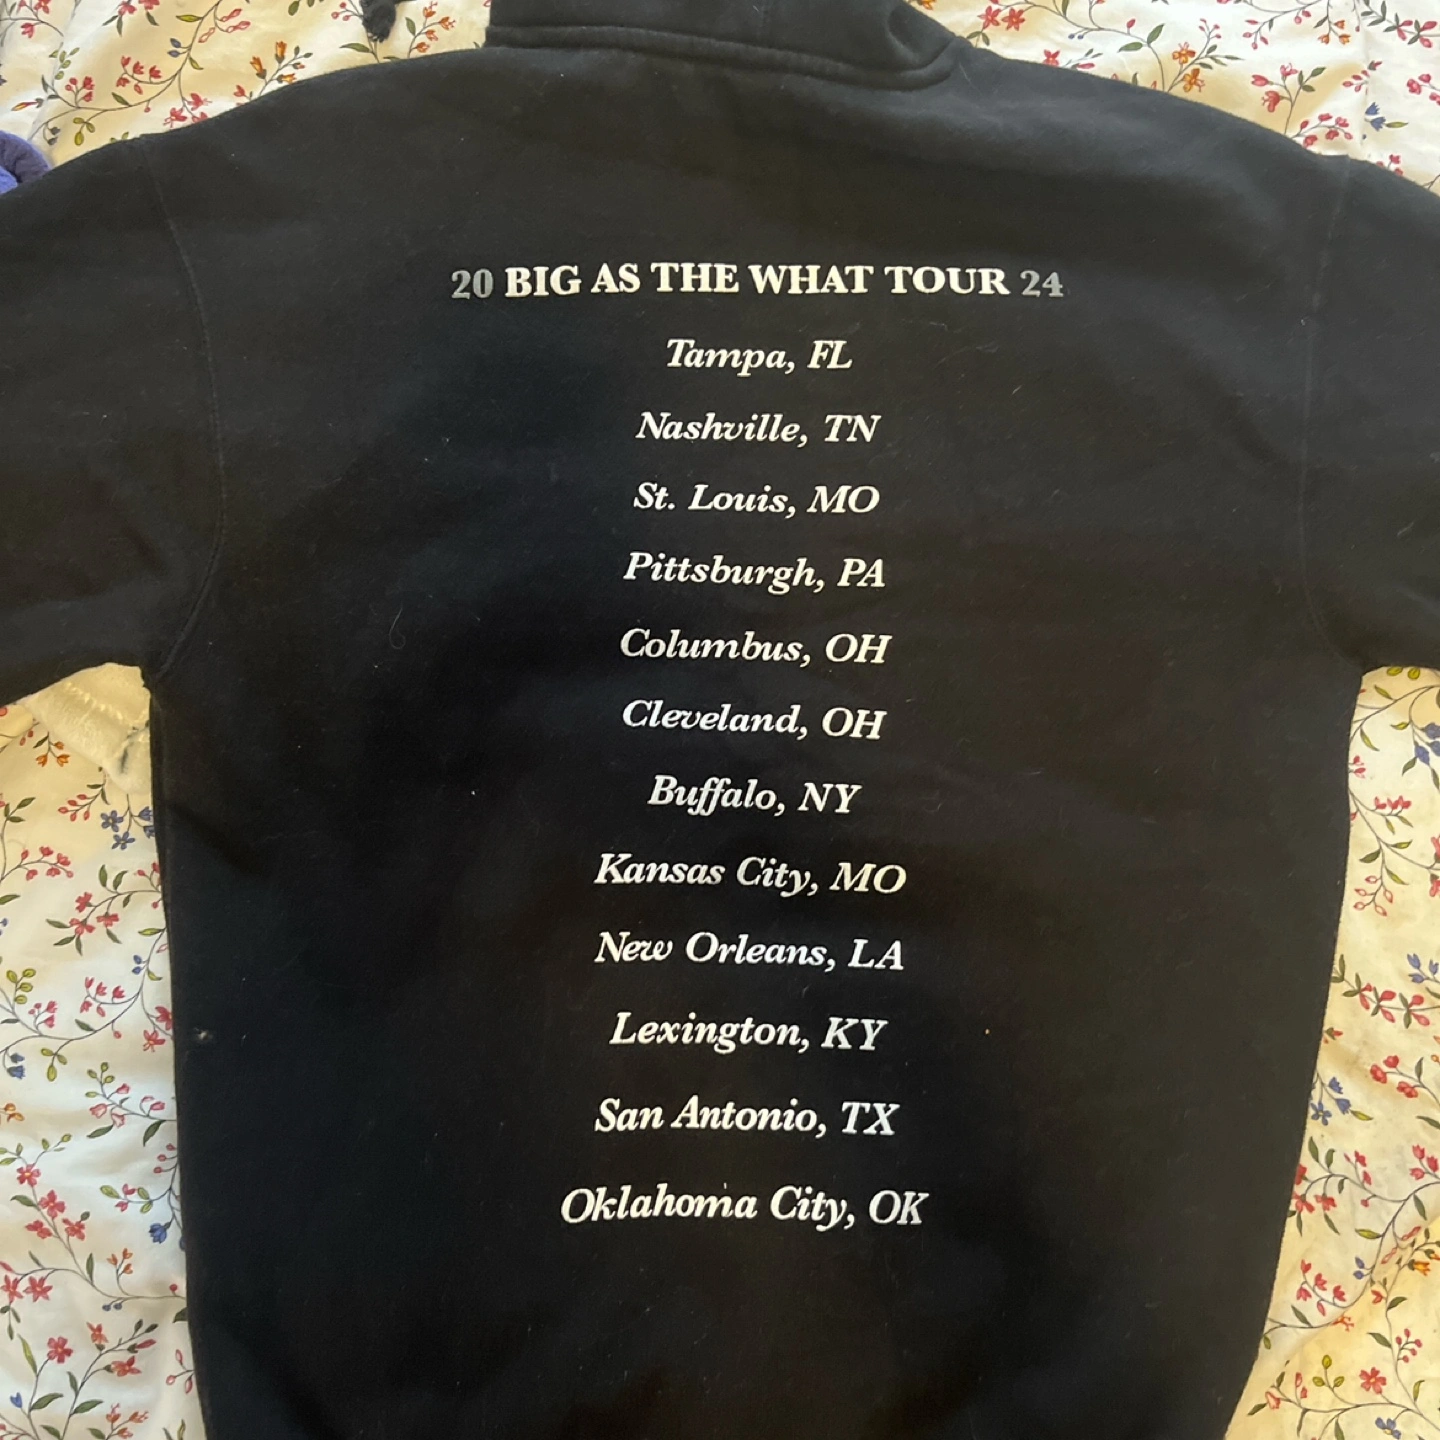 20 BIG AS THE WHAT TOUR 24
Tampa, FL
Nashville, TN
St. Louis, MO
Pittsburgh, PA
Columbus, OH
Cleveland, OH
Buffalo, NY
Kansas City, MO
New Orleans, LA
Lexington, KY
San Antonio, TX
Oklahoma City, OK